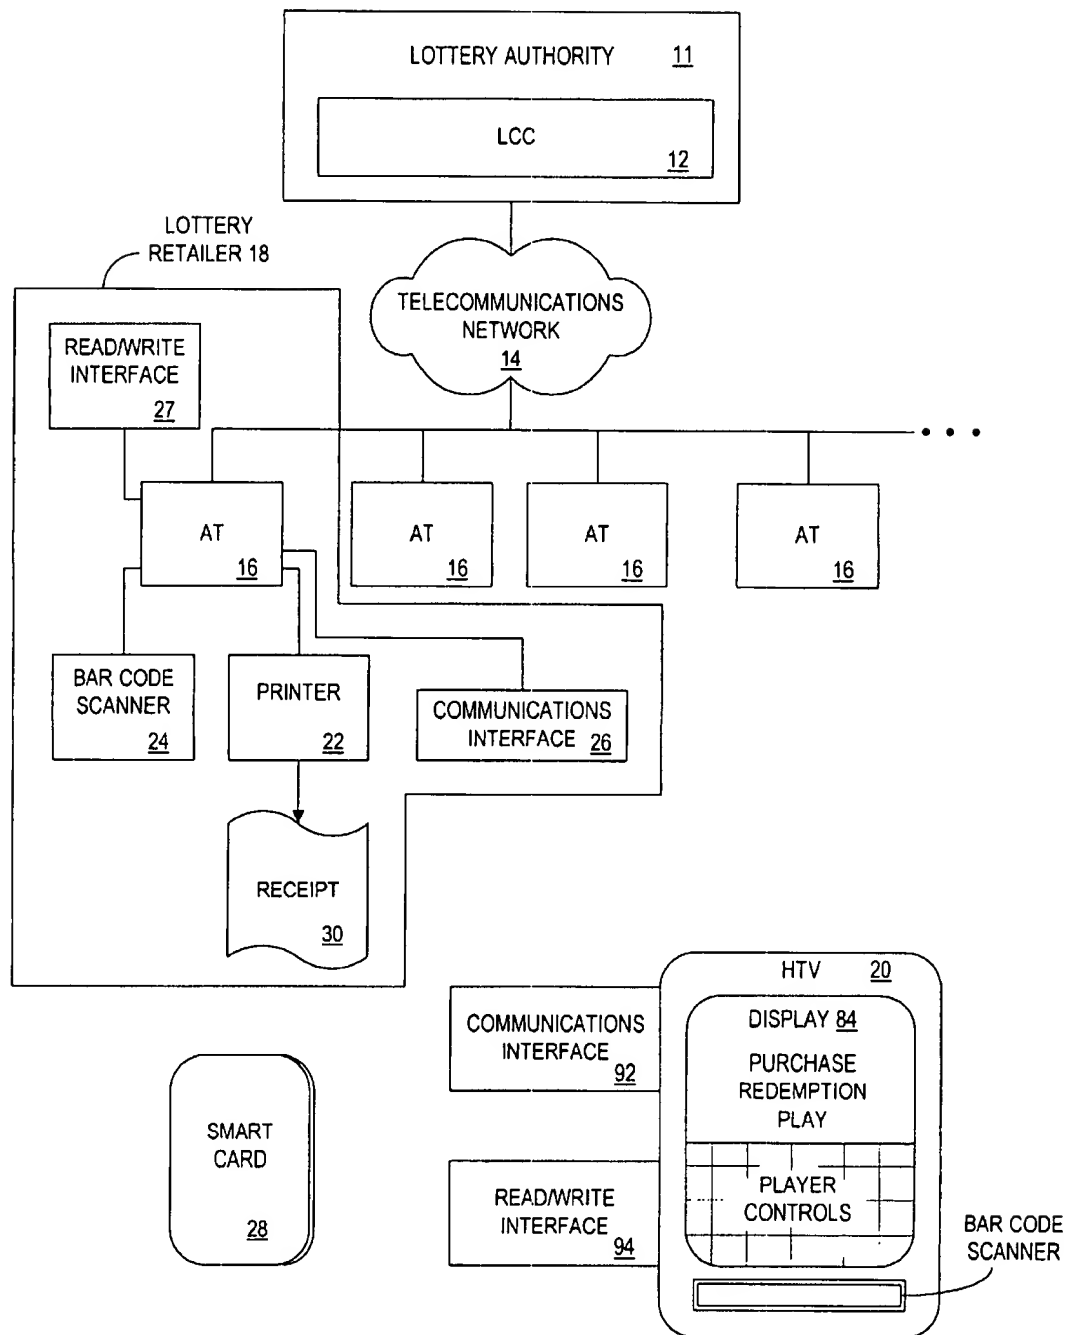 LOTTERY AUTHORITY 11
LCC
12
LOTTERY
RETAILER 18
TELECOMMUNICATIONS
NETWORK
14
READ/WRITE
INTERFACE
27
AT
16
AT
16
AT
16
AT
16
BAR CODE
SCANNER
24
PRINTER
22
COMMUNICATIONS
INTERFACE 26
RECEIPT
30
HTV 20
DISPLAY 84
PURCHASE
REDEMPTION
PLAY
PLAYER
CONTROLS
COMMUNICATIONS
INTERFACE
92
READ/WRITE
INTERFACE
94
SMART
CARD
28
BAR CODE
SCANNER